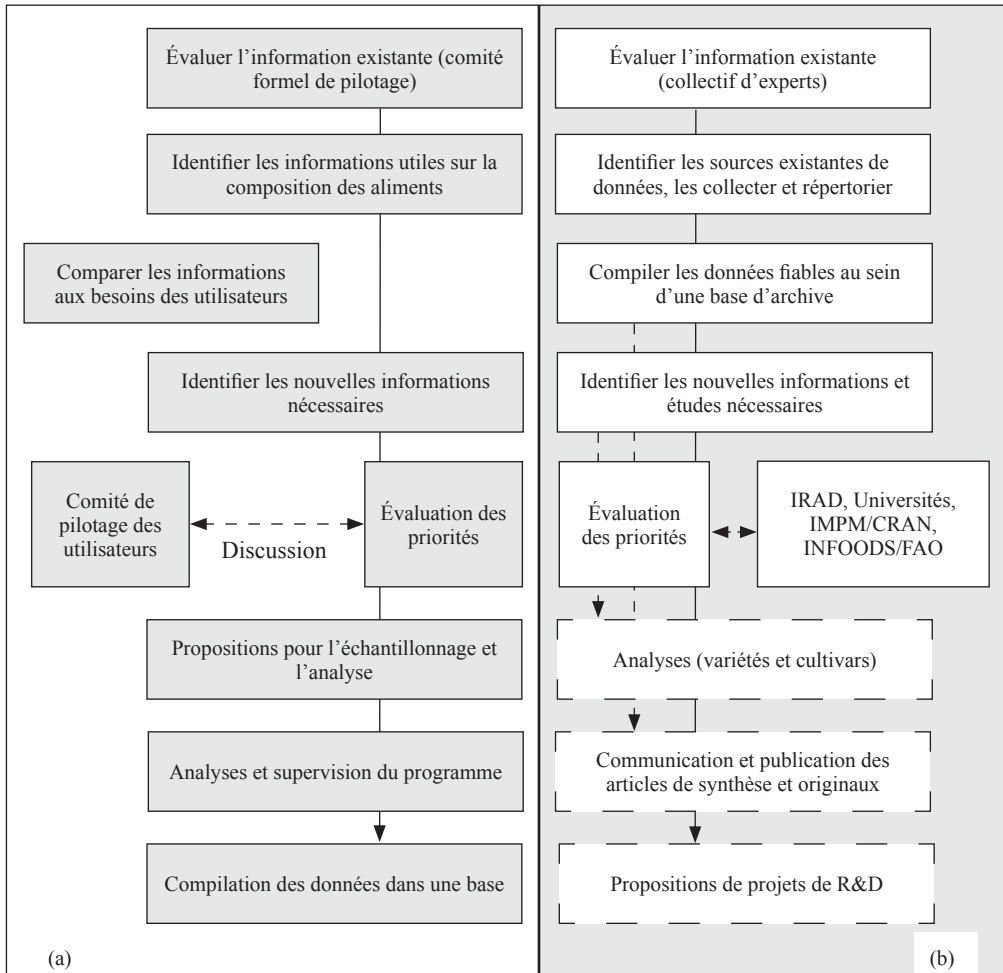 Évaluer l’information existante (comité
formel de pilotage)
Identifier les informations utiles sur la
composition des aliments
Comparer les informations
aux besoins des utilisateurs
Identifier les nouvelles informations
nécessaires
Comité de
pilotage des
utilisateurs
Discussion
Évaluation des
priorités
Propositions pour l’échantillonnage et
l’analyse
Analyses et supervision du programme
Compilation des données dans une base
(a)
Évaluer l’information existante
(collectif d’experts)
Identifier les sources existantes de
données, les collecter et répertorier
Compiler les données fiables au sein
d’une base d’archive
Identifier les nouvelles informations et
études nécessaires
Évaluation
des priorités
IRAD, Universités,
IMPM/CRAN,
INFOODS/FAO
Analyses (variétés et cultivars)
Communication et publication des
articles de synthèse et originaux
Propositions de projets de R&D
(b)